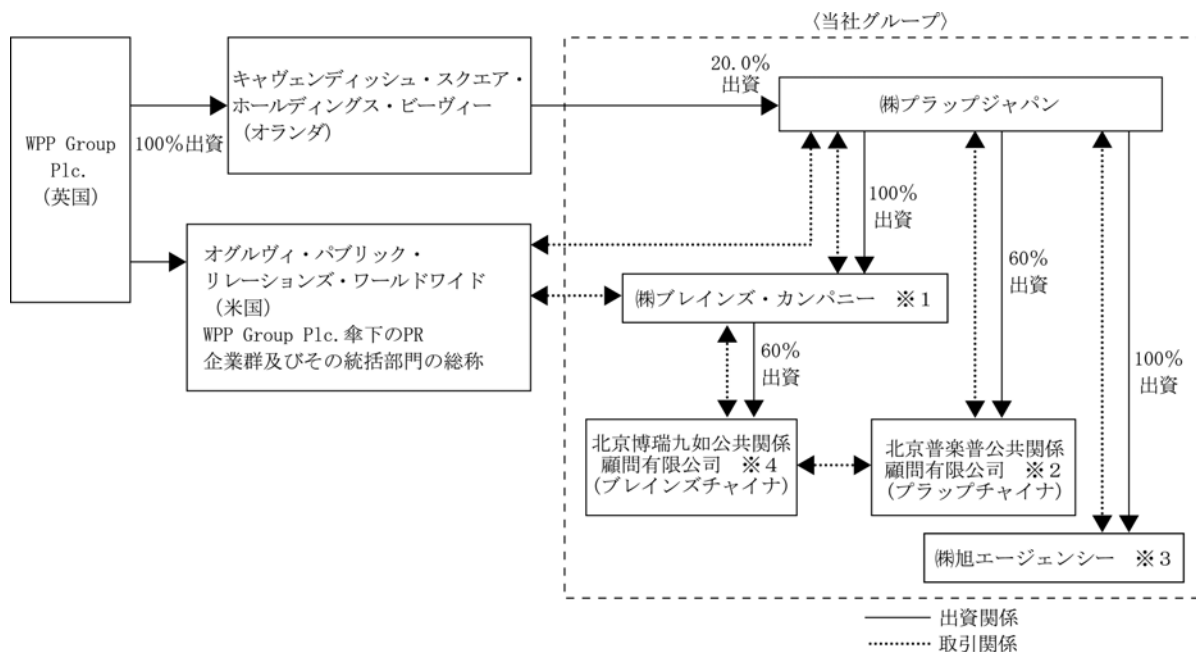 〈当社グループ〉
WPP Group
Plc.
(英国)
100%出資
キャヴェンディッシュ・スクエア・
ホールディングス・ビーヴィー
(オランダ)
20.0%
出資
㈱プラップジャパン
オグルヴィ・パブリック・
リレーションズ・ワールドワイド
(米国)
WPP Group Plc.傘下のPR
企業群及びその統括部門の総称
100%
出資
60%
出資
100%
出資
㈱ブレインズ・カンパニー ※1
60%
出資
北京博瑞九如公共関係
顧問有限公司 ※4
(ブレインズチャイナ)
北京普楽普公共関係
顧問有限公司 ※2
(プラップチャイナ)
㈱旭エージェンシー ※3
出資関係
取引関係